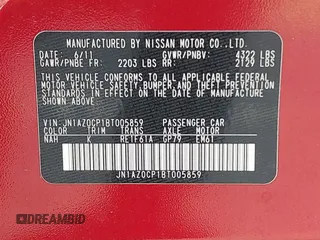 MANUFACTURED BY NISSAN MOTOR CO.,LTD.
DATE: 6/11 GVWR/PNBV: 4322 LBS
GAWR/PNBE FR: 2203 LBS RR: 2129 LBS
THIS VEHICLE CONFORMS TO ALL APPLICABLE FEDERAL
MOTOR VEHICLE SAFETY, BUMPER, AND THEFT PREVENTION
STANDARDS IN EFFECT ON THE DATE OF MANUFACTURE
SHOWN ABOVE.
VIN:JN1AZ0CP1BT005859 PASSENGER CAR
COLOR TRIM TRANS AXLE MOTOR
NAH K RE1F61A GP79 EM61
JN1AZ0CP1BT005859
DREAMBID